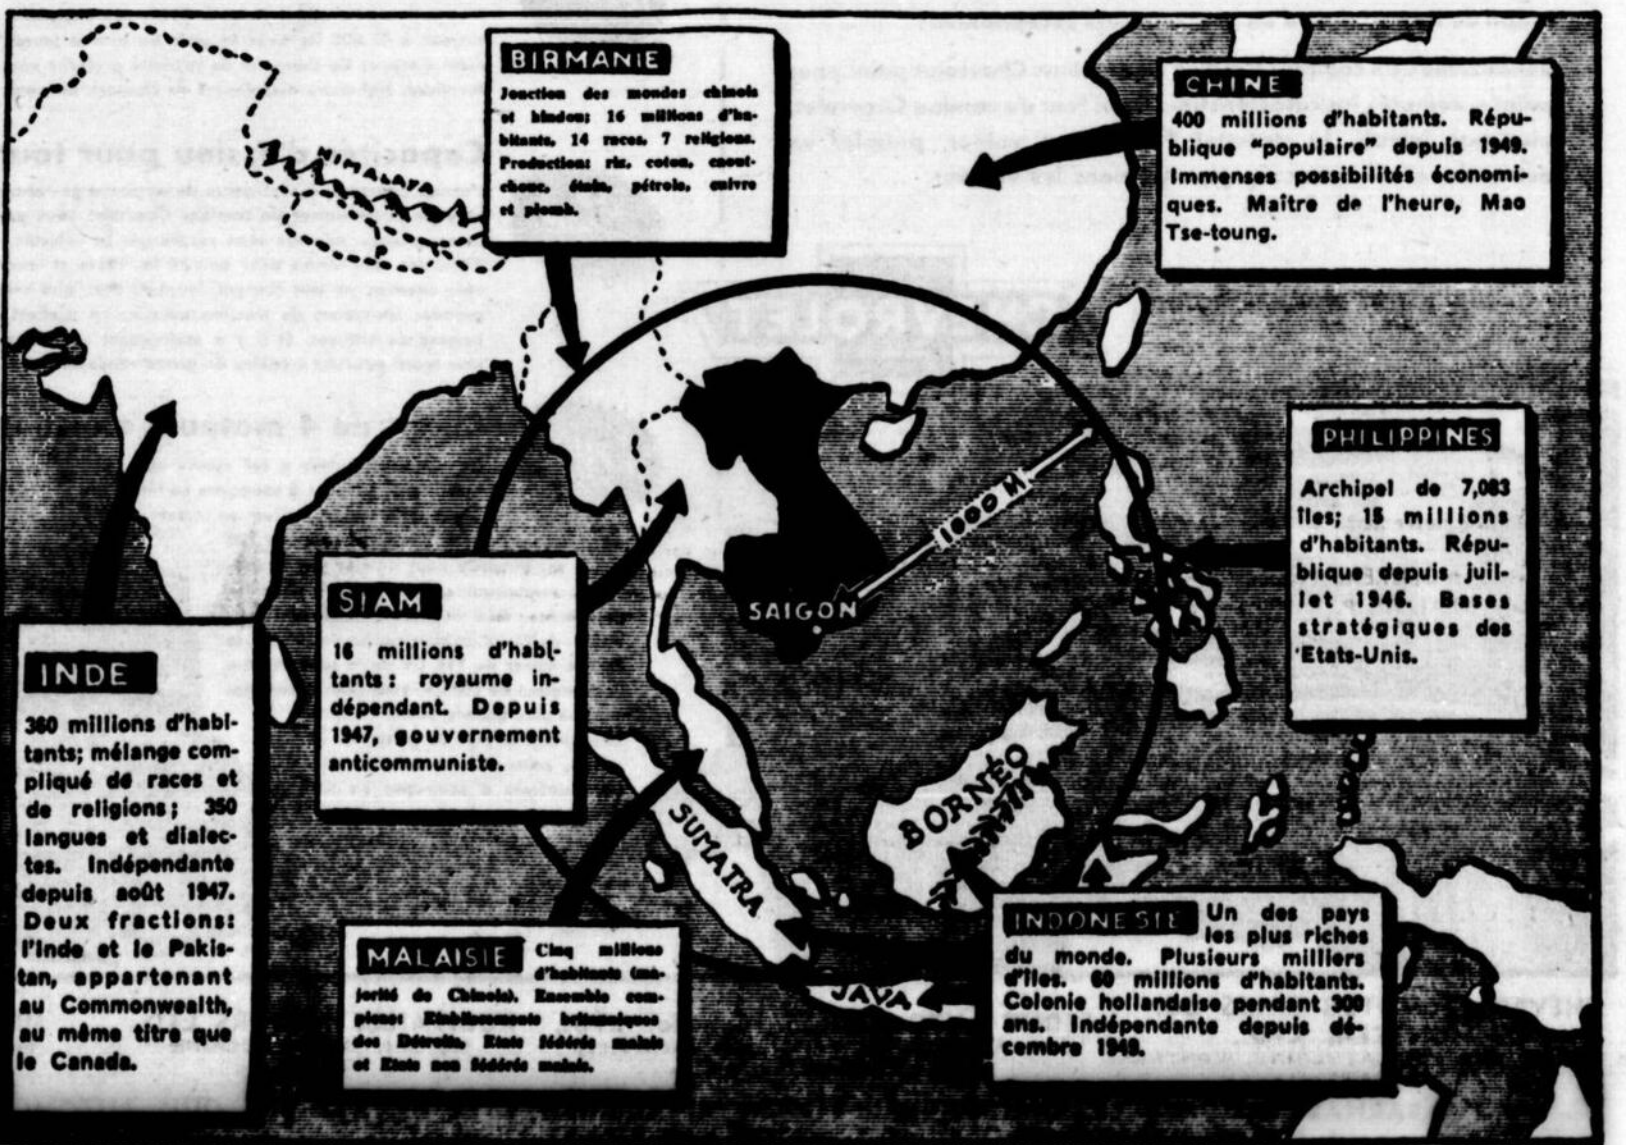 BIRMANIE
Jonction des mondes chinois
et hindou; 16 millions d'ha-
bitants, 14 races, 7 religions.
Production: riz, coton, caout-
chouc, étain, pétrole, cuivre
et plomb.
CHINE
400 millions d'habitants. Répu-
blique "populaire" depuis 1949.
Immenses possibilités économi-
ques. Maître de l'heure, Mao
Tse-toung.
PHILIPPINES
Archipel de 7,083
îles; 15 millions
d'habitants. Répu-
blique depuis juil-
let 1946. Bases
stratégiques des
Etats-Unis.
1000 M
SAIGON
SIAM
16 millions d'habi-
tants: royaume in-
dépendant. Depuis
1947, gouvernement
anticommuniste.
INDE
360 millions d'habi-
tants; mélange com-
pliqué de races et
de religions; 350
langues et dialec-
tes. Indépendante
depuis août 1947.
Deux fractions:
l'Inde et le Pakis-
tan, appartenant
au Commonwealth,
au même titre que
le Canada.
BORNÉO
SUMATRA
JAVA
MALAISIE Cinq millions
d'habitants (ma-
jorité de Chinois). Ensemble com-
plexe: Etablissements britanniques
des Détroits, Etats fédérés malais
et Etats non fédérés malais.
INDONESIE Un des pays
les plus riches
du monde. Plusieurs milliers
d'îles. 60 millions d'habitants.
Colonie hollandaise pendant 300
ans. Indépendante depuis dé-
cembre 1949.